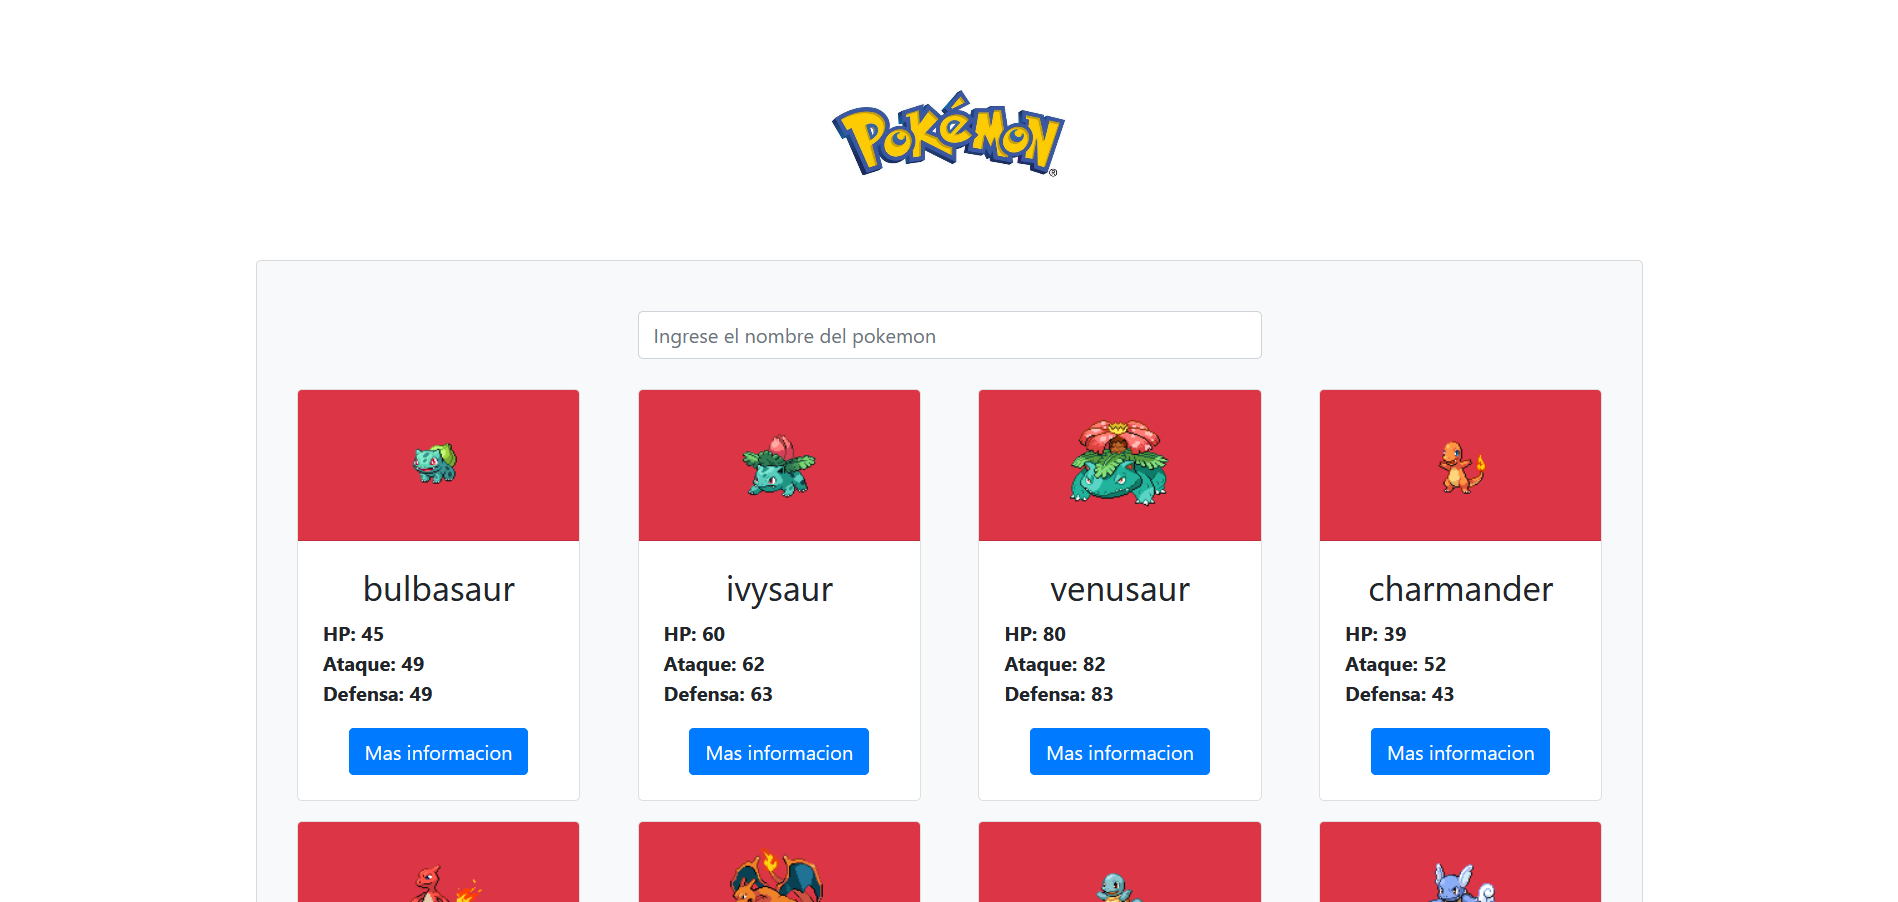 Pokémon®
Ingrese el nombre del pokemon
bulbasaur
HP: 45
Ataque: 49
Defensa: 49
Mas informacion
ivysaur
HP: 60
Ataque: 62
Defensa: 63
Mas informacion
venusaur
HP: 80
Ataque: 82
Defensa: 83
Mas informacion
charmander
HP: 39
Ataque: 52
Defensa: 43
Mas informacion